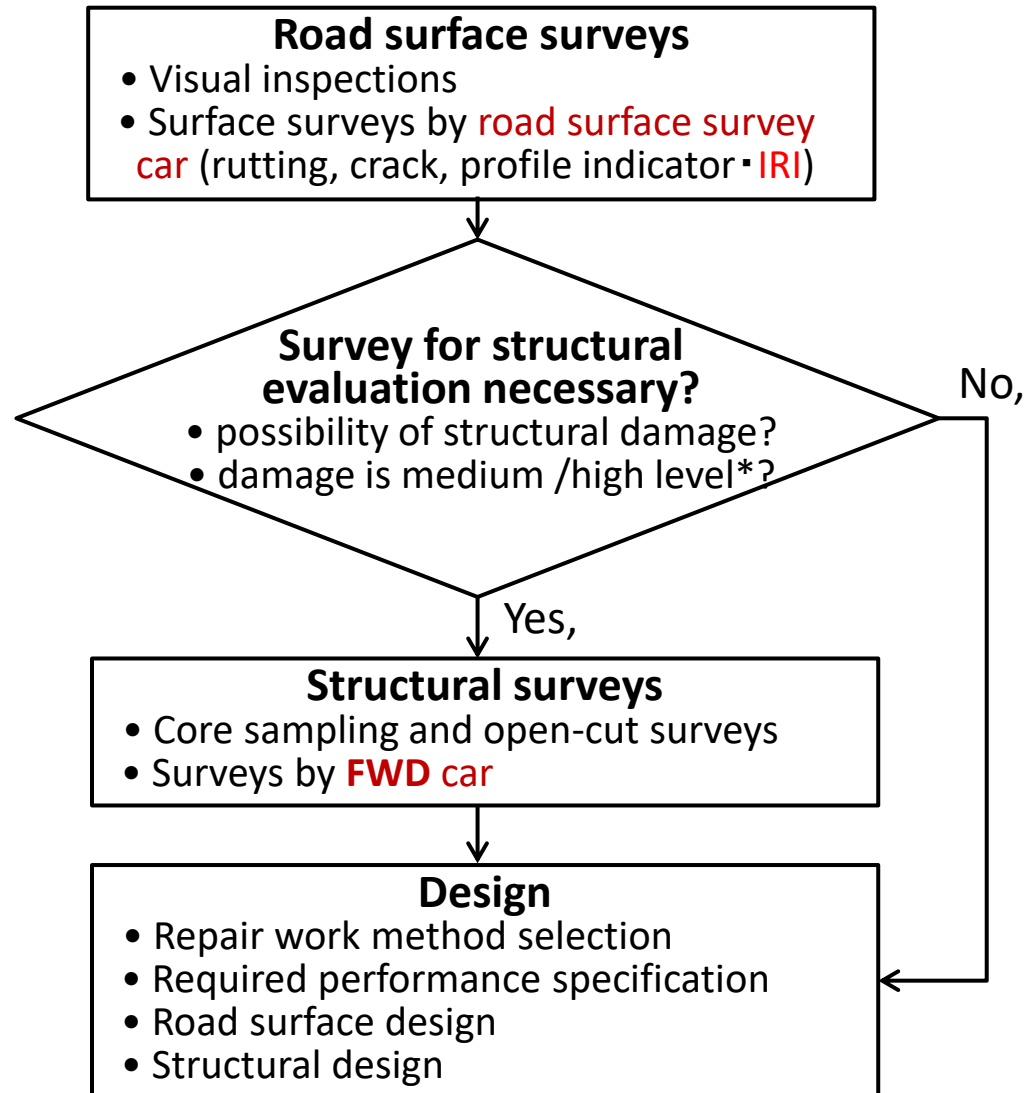 Road surface surveys
• Visual inspections
• Surface surveys by road surface survey
car (rutting, crack, profile indicator・IRI)
Survey for structural
evaluation necessary?
• possibility of structural damage?
• damage is medium /high level*?
No,
Yes,
Structural surveys
• Core sampling and open-cut surveys
• Surveys by FWD car
Design
• Repair work method selection
• Required performance specification
• Road surface design
• Structural design